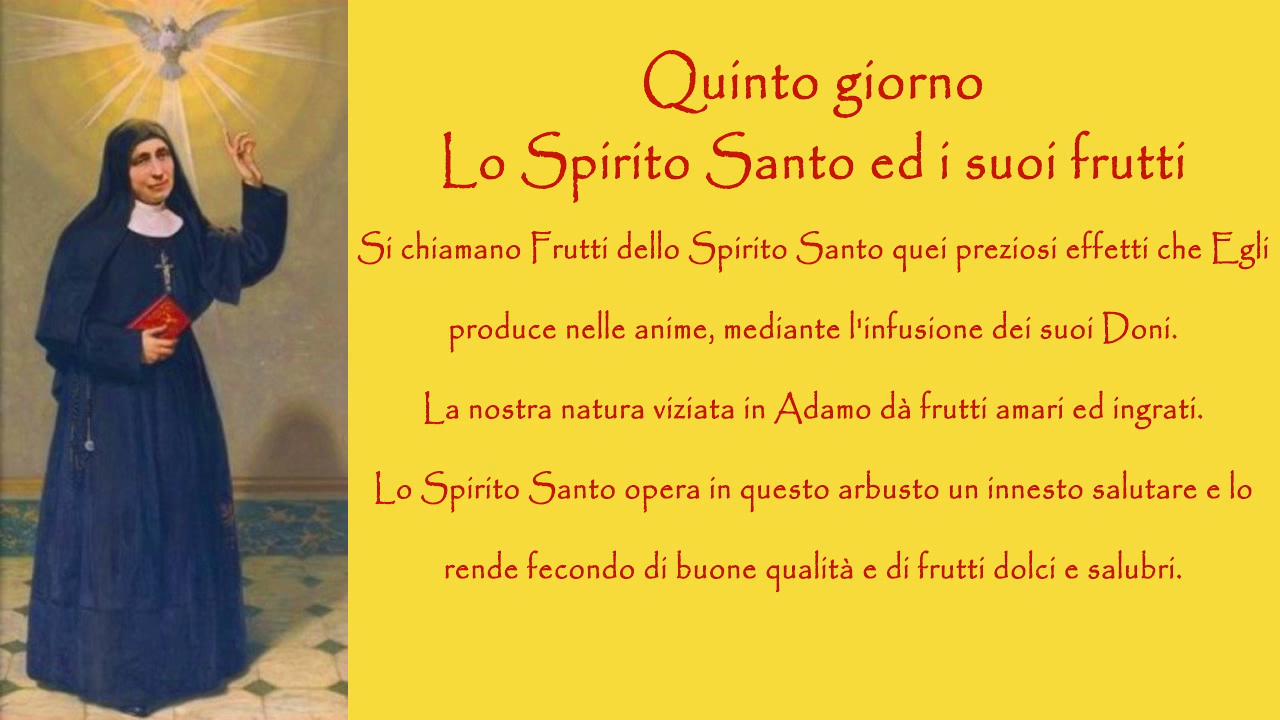 Quinto giorno
Lo Spirito Santo ed i suoi frutti
Si chiamano Frutti dello Spirito Santo quei preziosi effetti che Egli
produce nelle anime, mediante l'infusione dei suoi Doni.
La nostra natura viziata in Adamo dà frutti amari ed ingrati.
Lo Spirito Santo opera in questo arbusto un innesto salutare e lo
rende fecondo di buone qualità e di frutti dolci e salubri.